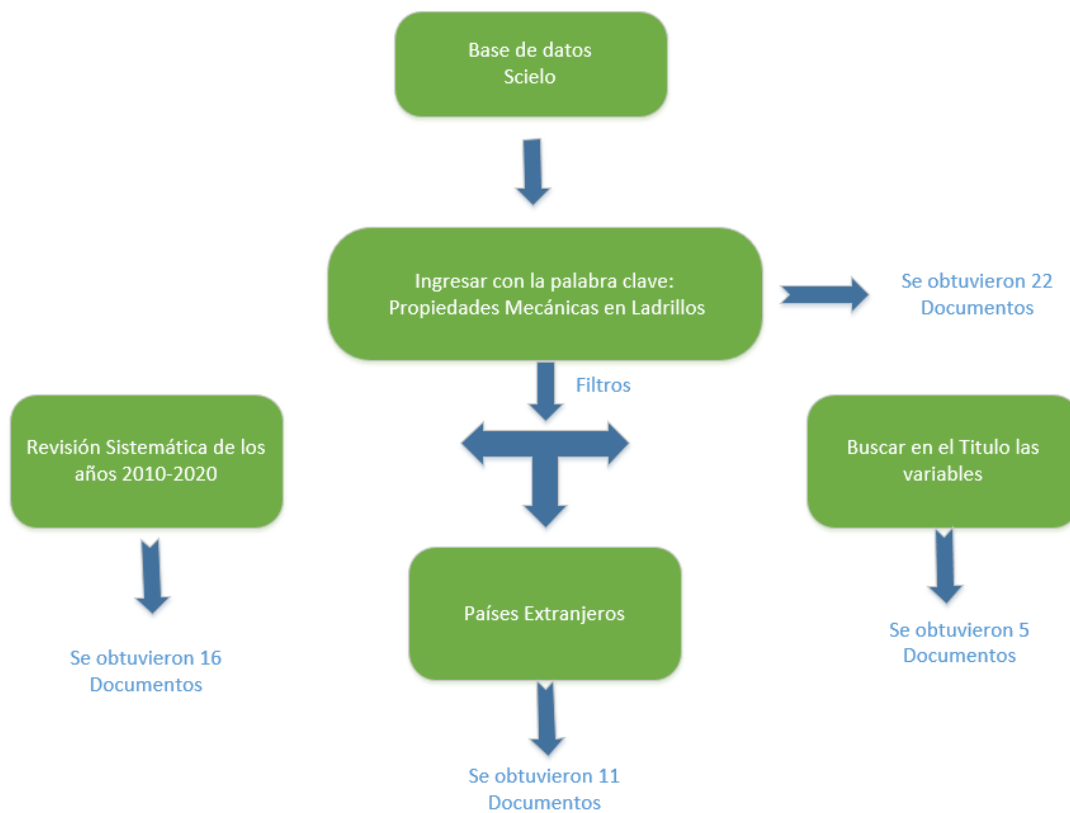 Base de datos
Scielo
Ingresar con la palabra clave:
Propiedades Mecánicas en Ladrillos
Se obtuvieron 22
Documentos
Filtros
Revisión Sistemática de los
años 2010-2020
Buscar en el Titulo las
variables
Países Extranjeros
Se obtuvieron 16
Documentos
Se obtuvieron 5
Documentos
Se obtuvieron 11
Documentos